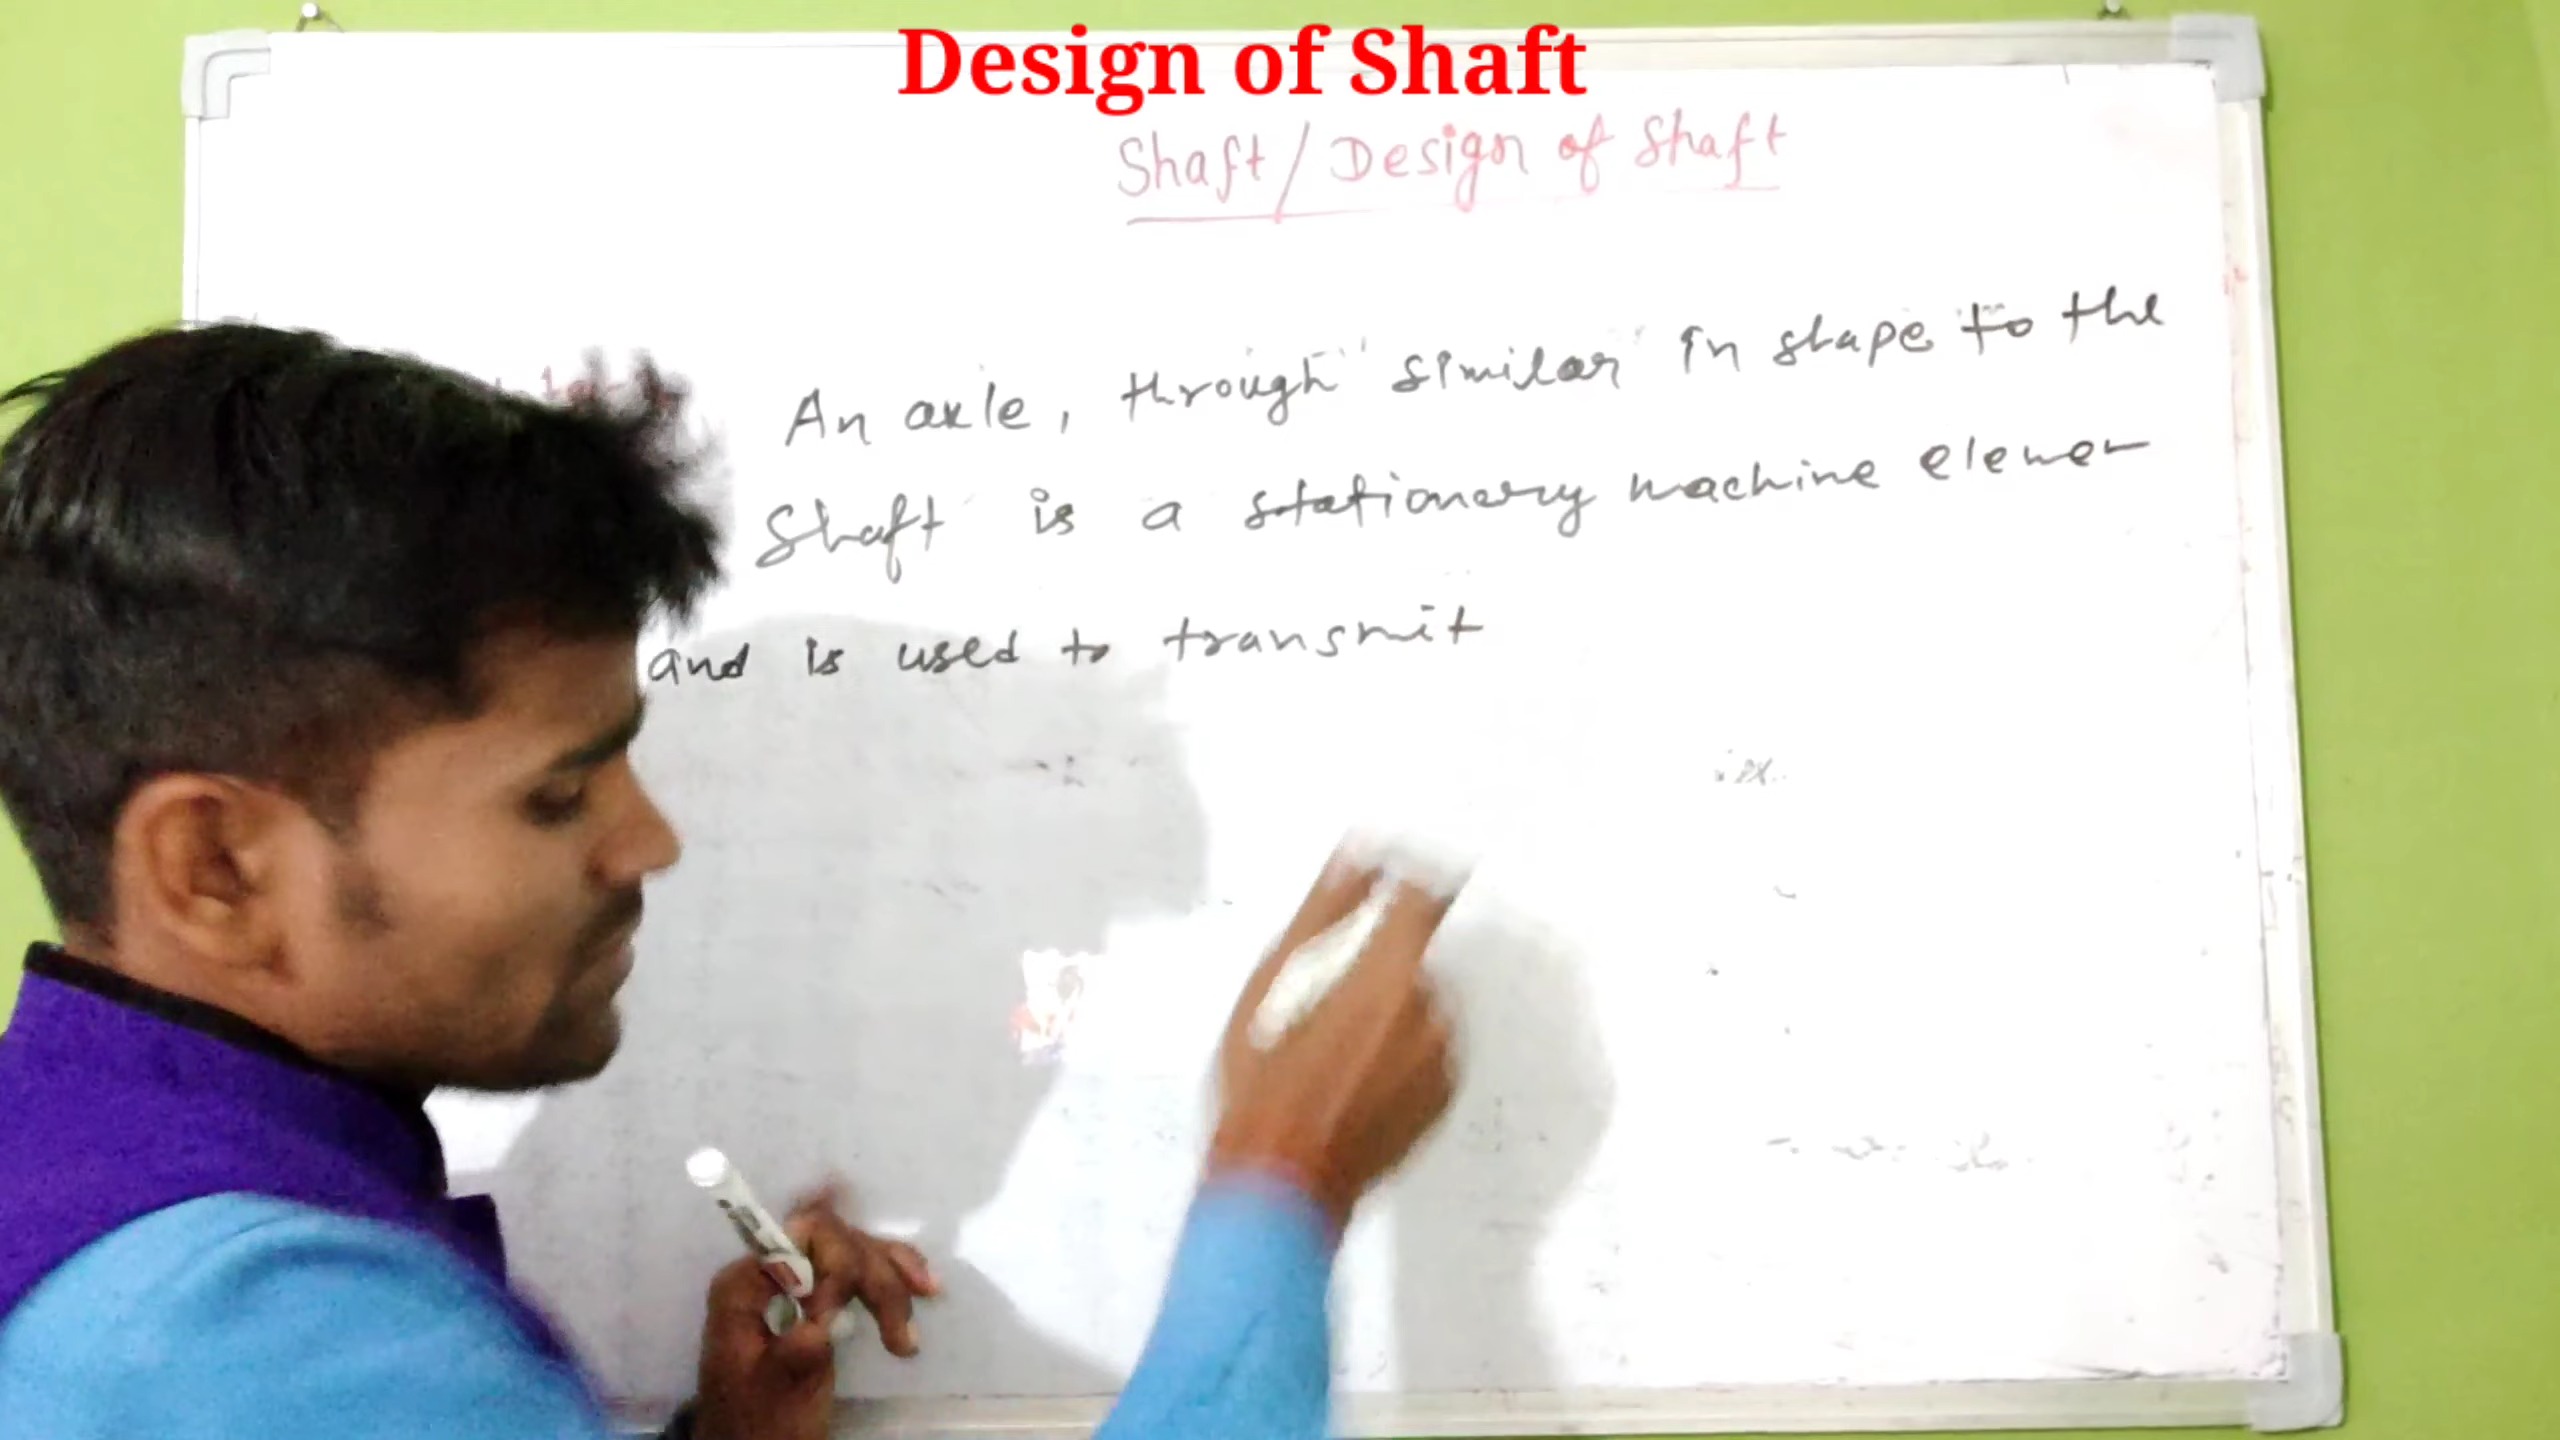 Design of Shaft
Shaft/Design of Shaft
An axle, through similar in shape to the
Shaft is a stationary machine elemen
and is used to transmit